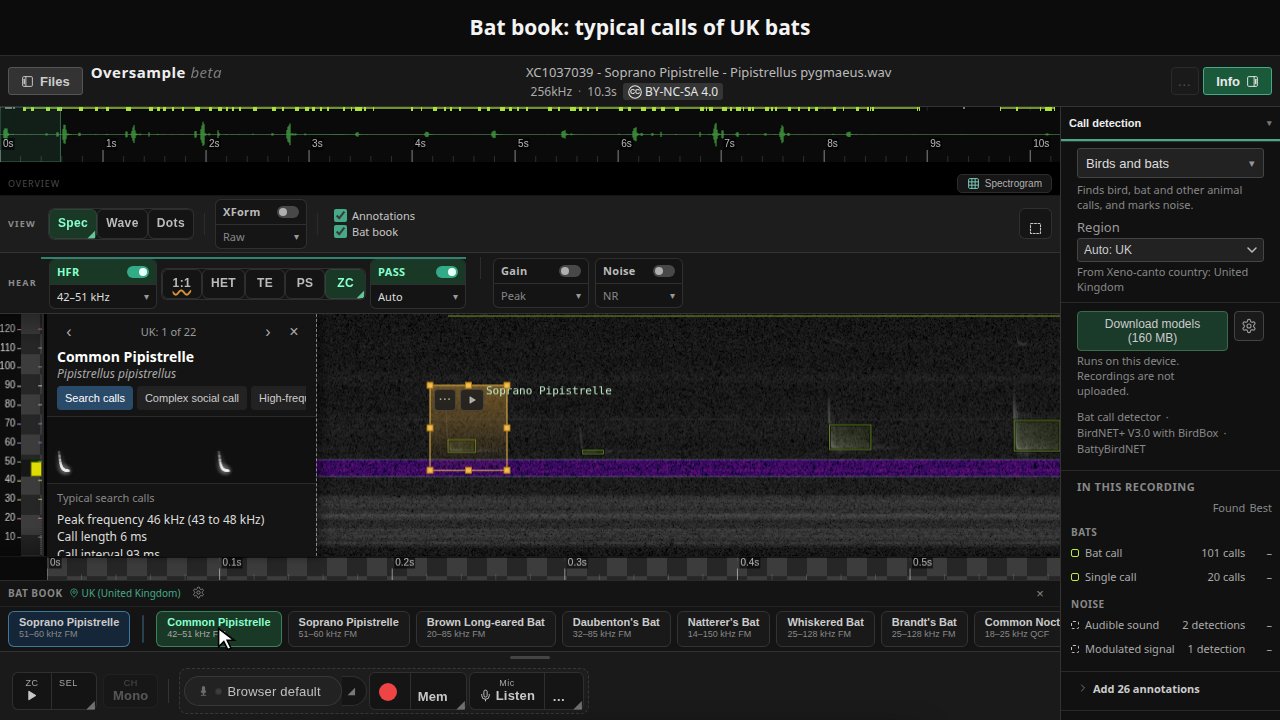 Bat book: typical calls of UK bats
Files
Oversample beta
XC1037039 - Soprano Pipistrelle - Pipistrellus pygmaeus.wav
256kHz · 10.3s CC BY-NC-SA 4.0
...
Info
0s 1s 2s 3s 4s 5s 6s 7s 8s 9s 10s
OVERVIEW
Spectrogram
VIEW
Spec Wave Dots
XForm
Raw
Annotations
Bat book
HEAR
HFR
42–51 kHz
1:1 HET TE PS ZC
PASS
Auto
Gain
Peak
Noise
NR
120
110
100
90
80
70
60
50
40
30
20
10
UK: 1 of 22
Common Pipistrelle
Pipistrellus pipistrellus
Search calls Complex social call High-frequ
Typical search calls
Peak frequency 46 kHz (43 to 48 kHz)
Call length 6 ms
Call interval 93 ms
Soprano Pipistrelle
0s 0.1s 0.2s 0.3s 0.4s 0.5s
BAT BOOK UK (United Kingdom)
Soprano Pipistrelle
51–60 kHz FM
Common Pipistrelle
42–51 kHz FM
Soprano Pipistrelle
51–60 kHz FM
Brown Long-eared Bat
20–85 kHz FM
Daubenton's Bat
32–85 kHz FM
Natterer's Bat
14–150 kHz FM
Whiskered Bat
25–128 kHz FM
Brandt's Bat
25–128 kHz FM
Common Noct
18–25 kHz QCF
ZC
SEL
CH
Mono
Browser default
Mem
Mic
Listen
...
Call detection
Birds and bats
Finds bird, bat and other animal
calls, and marks noise.
Region
Auto: UK
From Xeno-canto country: United
Kingdom
Download models
(160 MB)
Runs on this device.
Recordings are not
uploaded.
Bat call detector ·
BirdNET+ V3.0 with BirdBox ·
BattyBirdNET
IN THIS RECORDING
Found Best
BATS
Bat call 101 calls –
Single call 20 calls –
NOISE
Audible sound 2 detections –
Modulated signal 1 detection –
Add 26 annotations